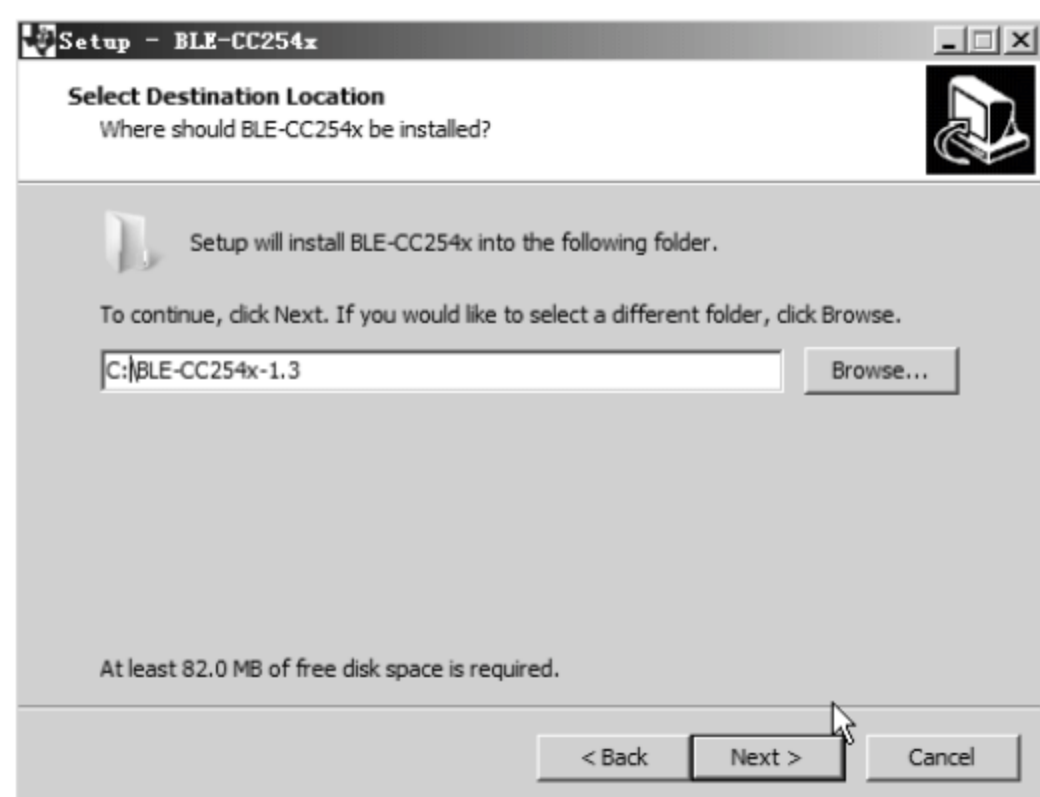 Setup - BLE-CC254x
Select Destination Location
Where should BLE-CC254x be installed?
Setup will install BLE-CC254x into the following folder.
To continue, click Next. If you would like to select a different folder, click Browse.
C:\BLE-CC254x-1.3
Browse...
At least 82.0 MB of free disk space is required.
< Back
Next >
Cancel